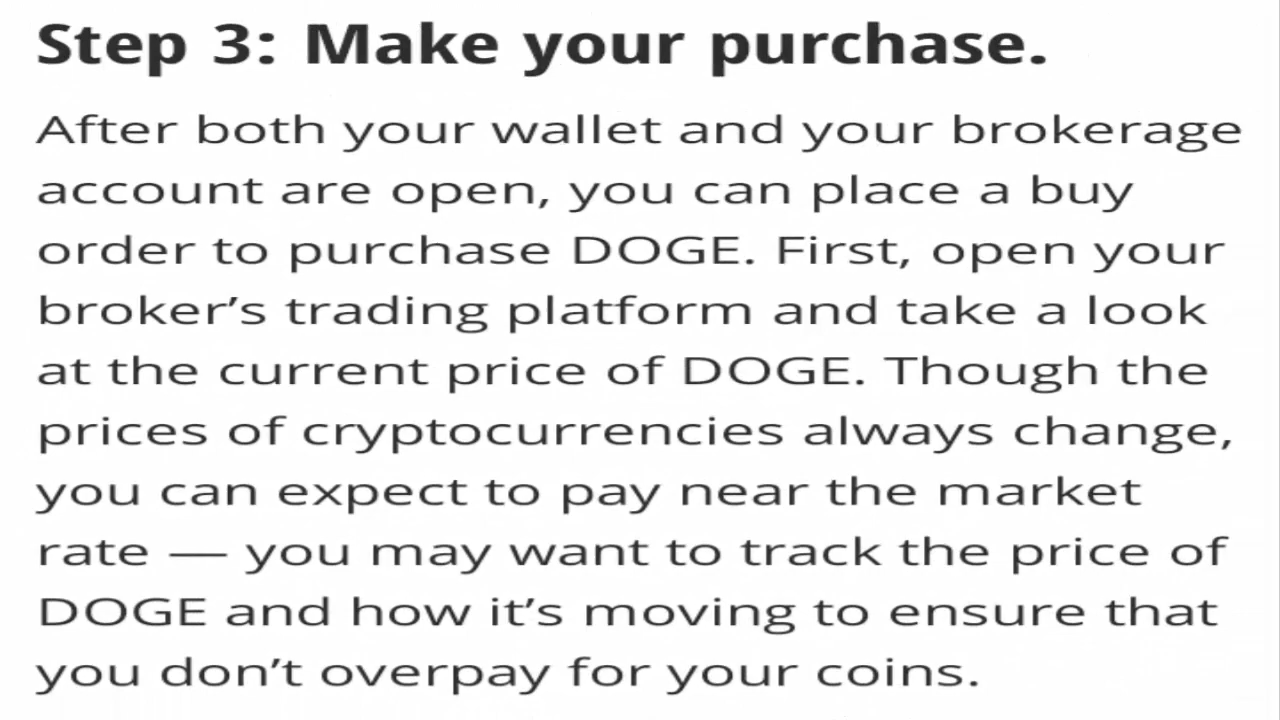 Step 3: Make your purchase.
After both your wallet and your brokerage
account are open, you can place a buy
order to purchase DOGE. First, open your
broker’s trading platform and take a look
at the current price of DOGE. Though the
prices of cryptocurrencies always change,
you can expect to pay near the market
rate — you may want to track the price of
DOGE and how it’s moving to ensure that
you don’t overpay for your coins.